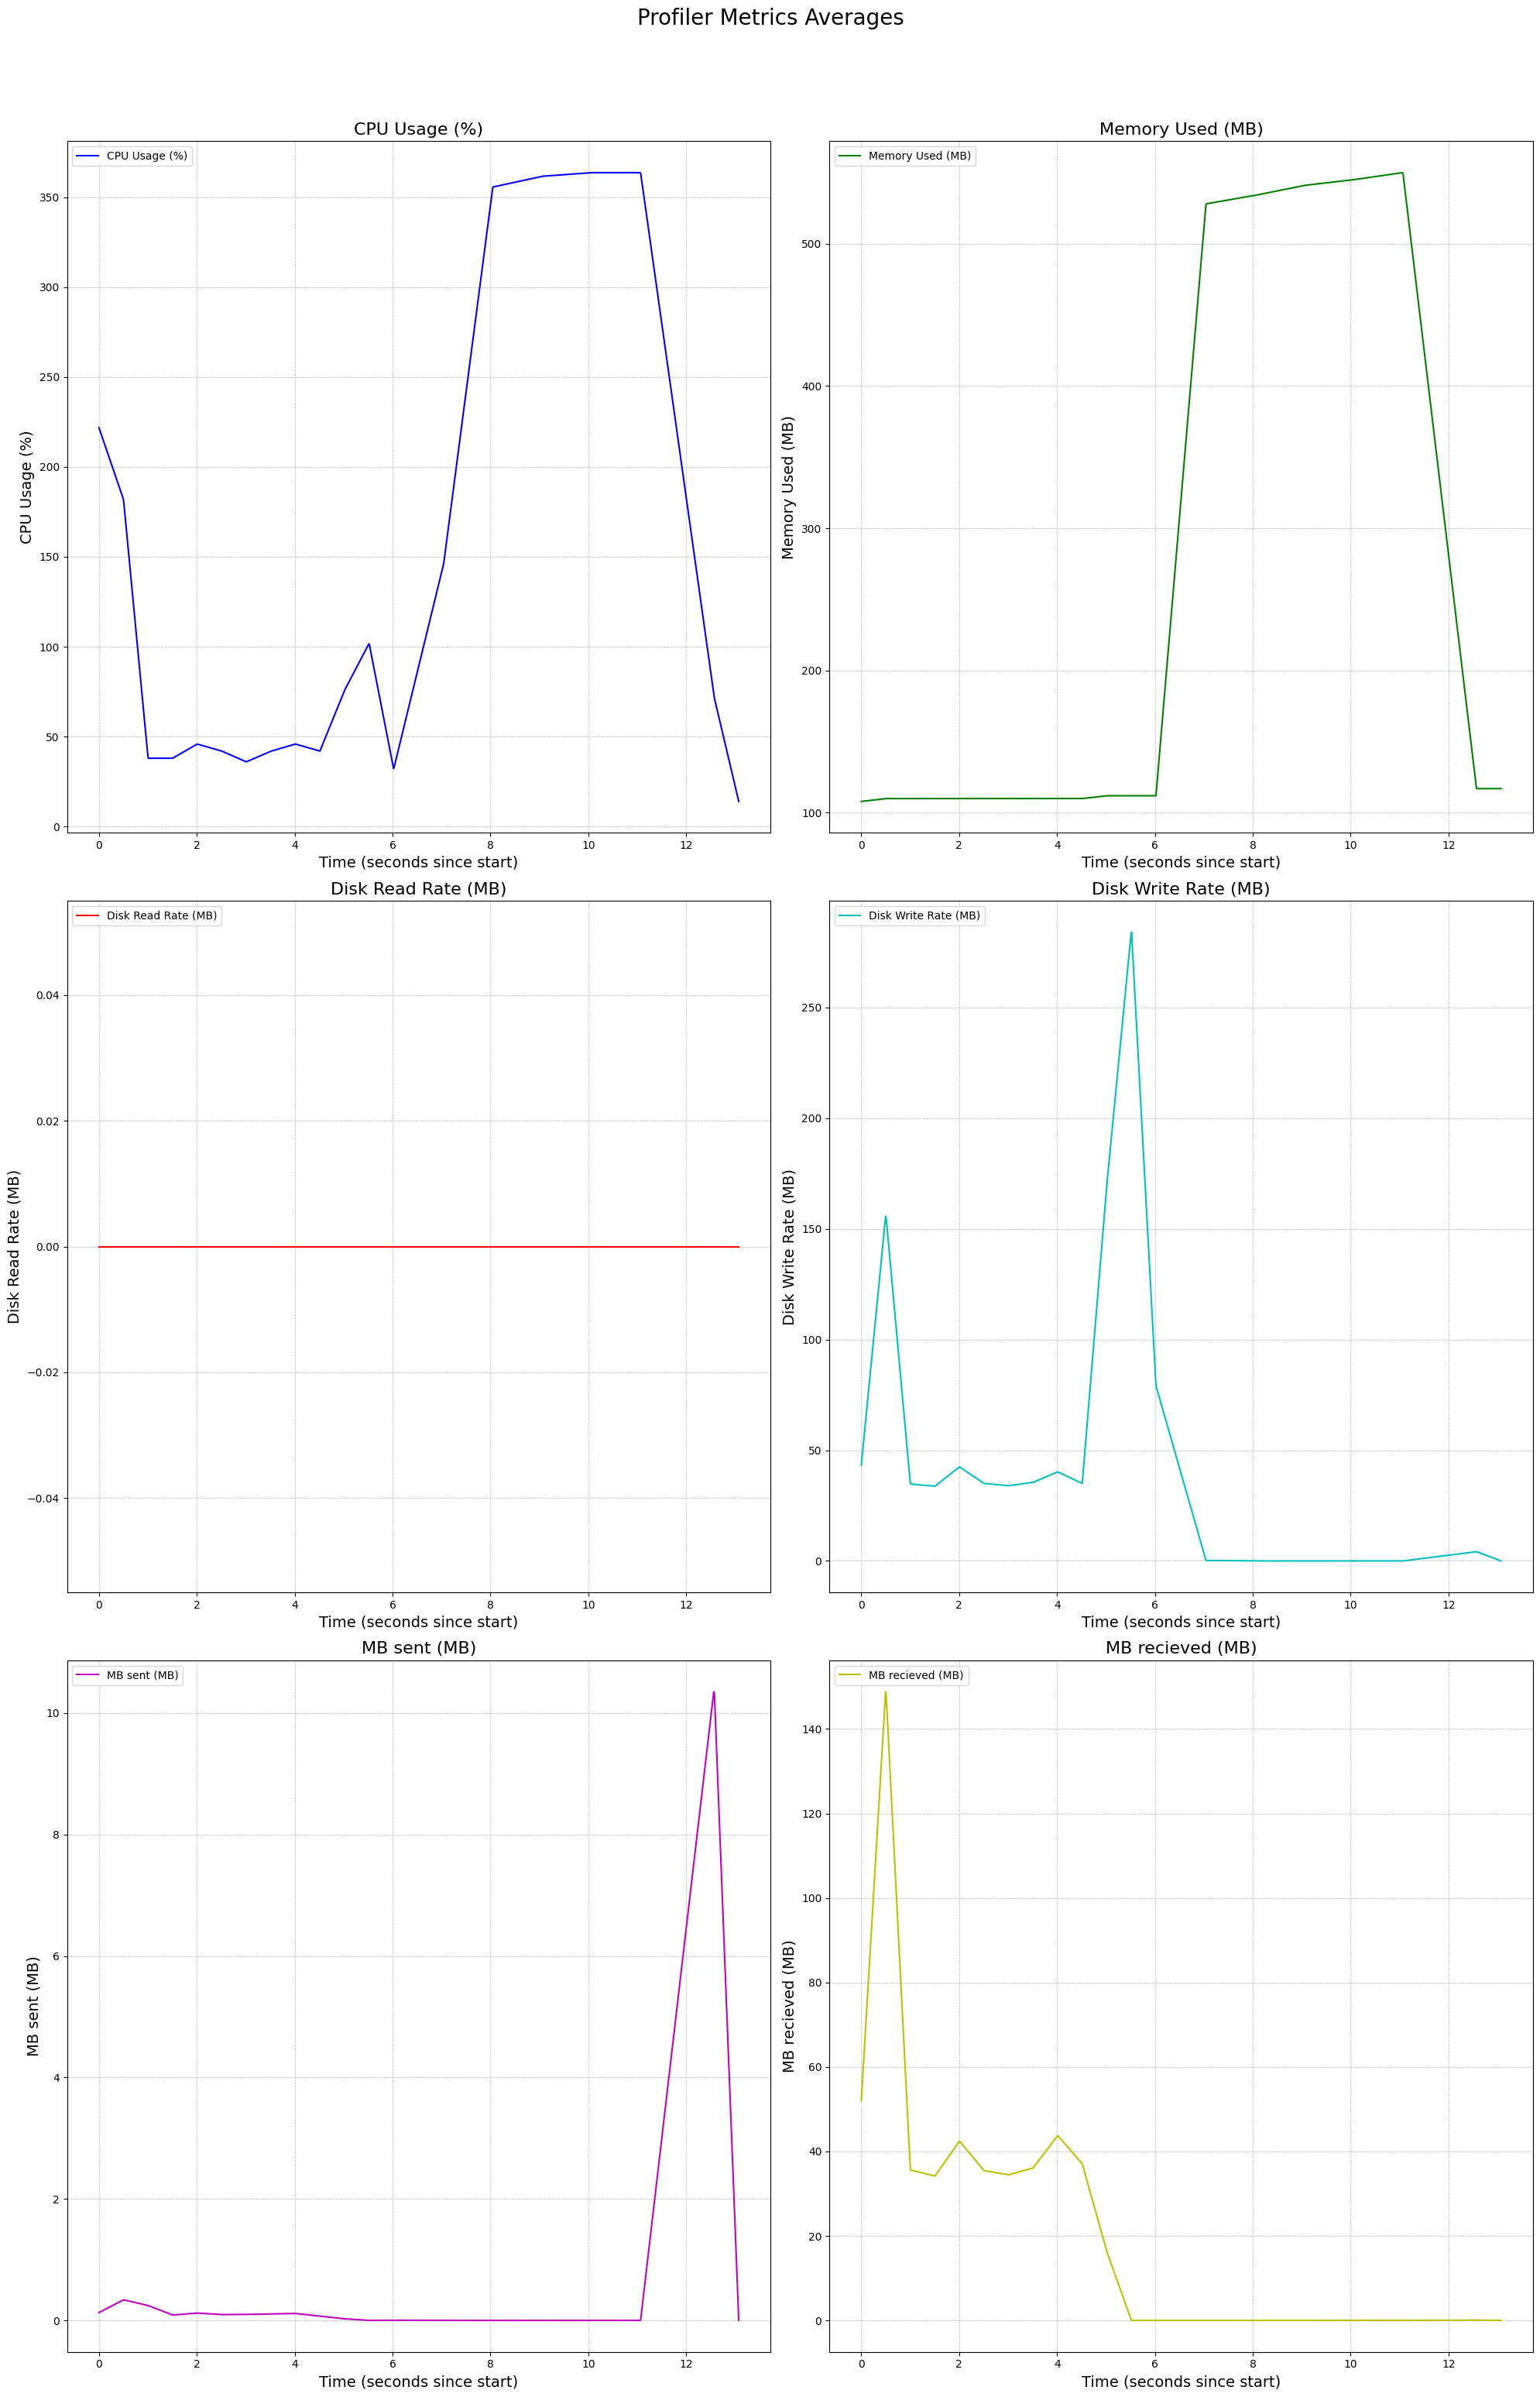 Profiler Metrics Averages
CPU Usage (%)
CPU Usage (%)
CPU Usage (%)
350
300
250
200
150
100
50
0
0 2 4 6 8 10 12
Time (seconds since start)
Memory Used (MB)
Memory Used (MB)
Memory Used (MB)
500
400
300
200
100
0 2 4 6 8 10 12
Time (seconds since start)
Disk Read Rate (MB)
Disk Read Rate (MB)
Disk Read Rate (MB)
0.04
0.02
0.00
−0.02
−0.04
0 2 4 6 8 10 12
Time (seconds since start)
Disk Write Rate (MB)
Disk Write Rate (MB)
Disk Write Rate (MB)
250
200
150
100
50
0
0 2 4 6 8 10 12
Time (seconds since start)
MB sent (MB)
MB sent (MB)
MB sent (MB)
10
8
6
4
2
0
0 2 4 6 8 10 12
Time (seconds since start)
MB recieved (MB)
MB recieved (MB)
MB recieved (MB)
140
120
100
80
60
40
20
0
0 2 4 6 8 10 12
Time (seconds since start)